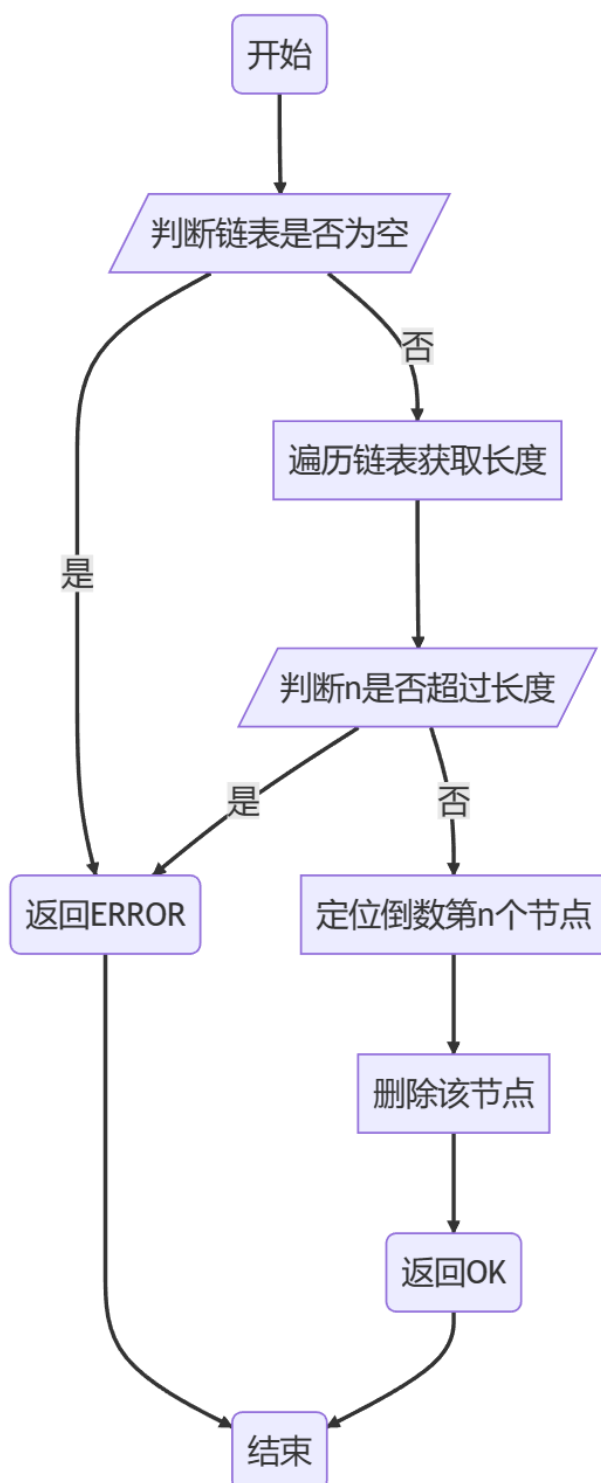 开始
判断链表是否为空
否
遍历链表获取长度
是
判断n是否超过长度
是
否
返回ERROR
定位倒数第n个节点
删除该节点
返回OK
结束